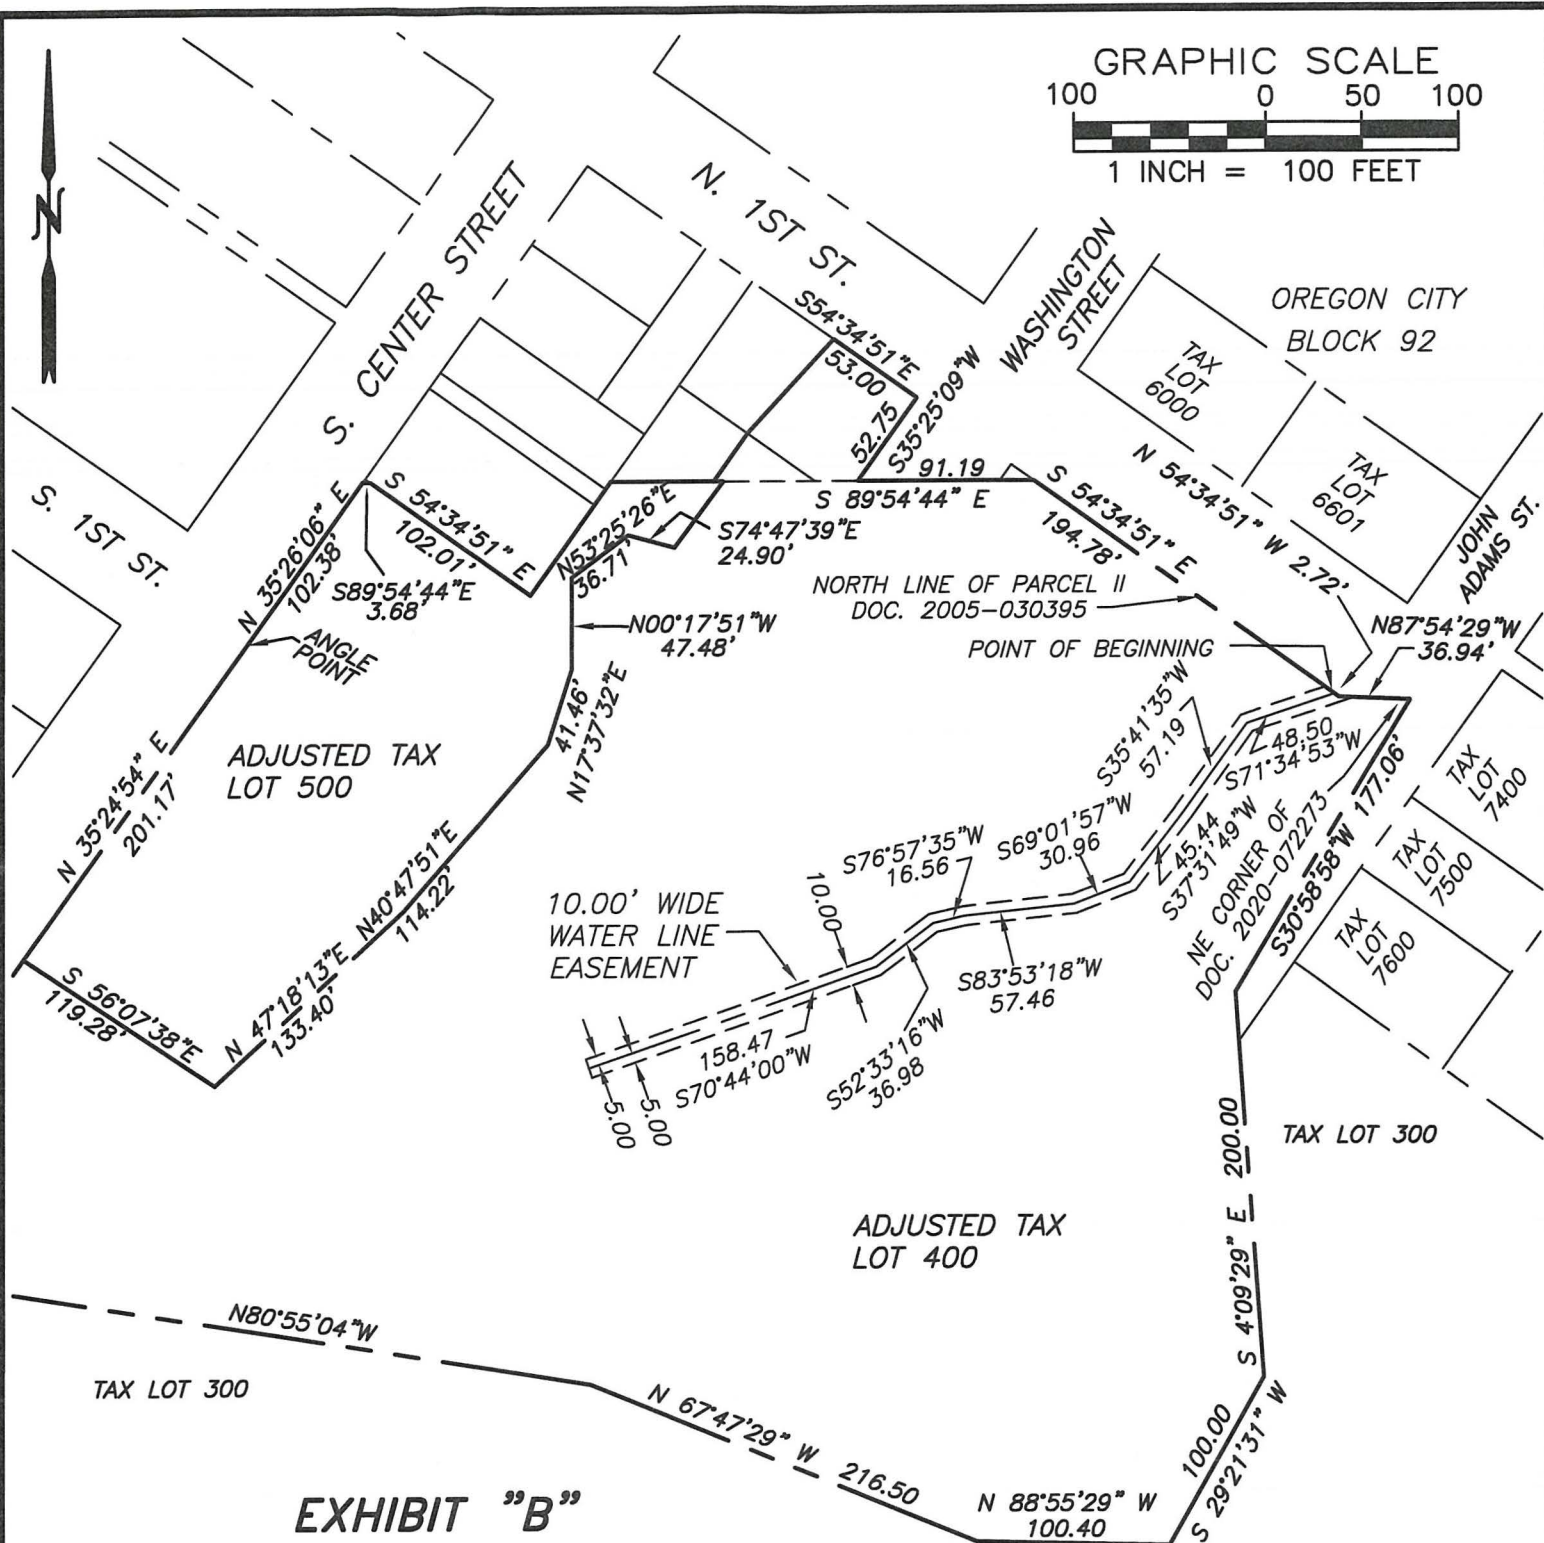 GRAPHIC SCALE
100 0 50 100
1 INCH = 100 FEET
N
S. CENTER STREET
N. 1ST ST.
WASHINGTON
STREET
OREGON CITY
BLOCK 92
TAX
LOT
6000
TAX
LOT
6601
JOHN
ADAMS ST.
S. 1ST ST.
S54°34'51"E
53.00
52.75
S35°25'09"W
91.19
S 89°54'44" E
S 54°34'51" E
194.78'
N 54°34'51" W 2.72'
N 35°26'06" E
102.38'
S 54°34'51" E
102.01'
S89°54'44"E
3.68'
N53°25'26"E
36.71'
S74°47'39"E
24.90'
NORTH LINE OF PARCEL II
DOC. 2005-030395
N00°17'51"W
47.48'
POINT OF BEGINNING
N87°54'29"W
36.94'
ANGLE
POINT
41.46'
N17°37'32"E
S35°41'35"W
57.19
48.50
S71°34'53"W
ADJUSTED TAX
LOT 500
N 35°24'54" E
201.17'
N40°47'51"E
114.22'
S76°57'35"W
16.56
S69°01'57"W
30.96
45.44
S37°31'49"W
NE CORNER OF
DOC. 2020-072273
S30°58'58"W 177.06'
TAX
LOT
7400
TAX
LOT
7500
TAX
LOT
7600
10.00' WIDE
WATER LINE
EASEMENT
10.00
S 56°07'38"E
119.28'
N 47°18'13"E
133.40'
S83°53'18"W
57.46
158.47
S70°44'00"W
S52°33'16"W
36.98
5.00
5.00
TAX LOT 300
S 4°09'29" E 200.00
ADJUSTED TAX
LOT 400
N80°55'04"W
TAX LOT 300
N 67°47'29" W
216.50
N 88°55'29" W
100.40
100.00
S 29°21'31" W
EXHIBIT "B"